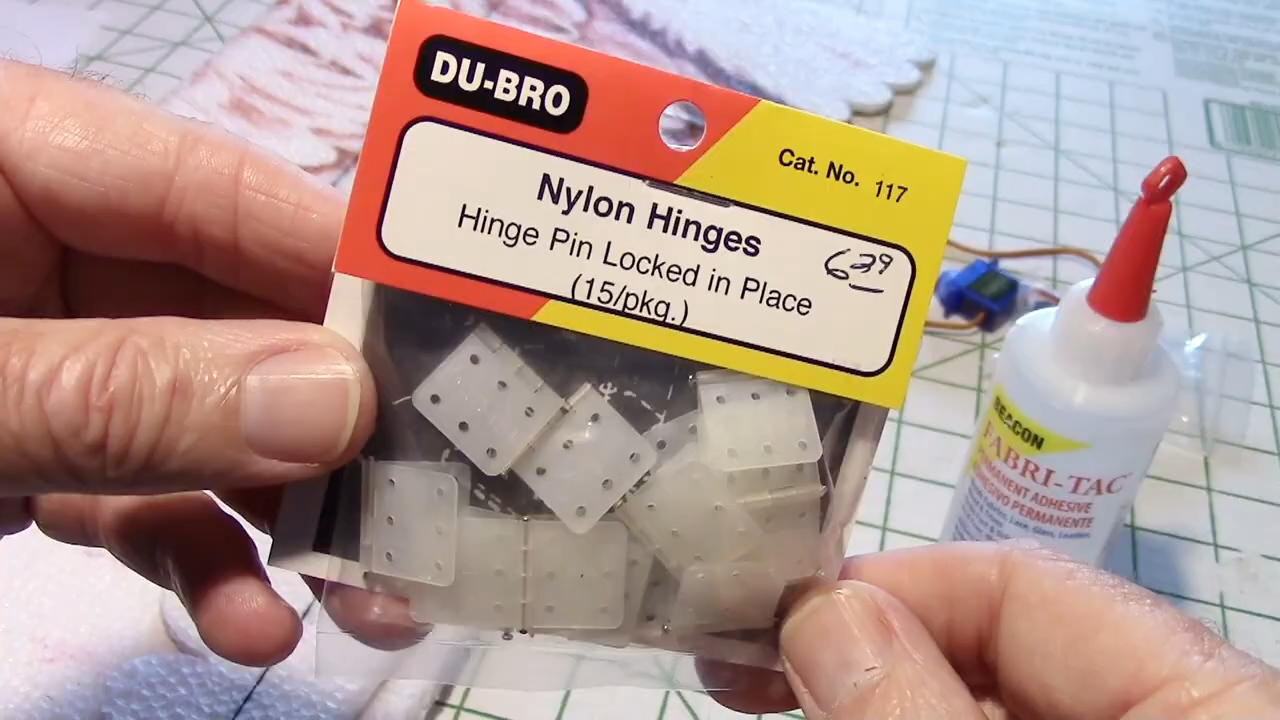 DU-BRO
Cat. No. 117
Nylon Hinges
Hinge Pin Locked in Place
(15/pkg.)
6 39
BEACON
FABRI-TAC
PERMANENT ADHESIVE
ADHESIVO PERMANENTE